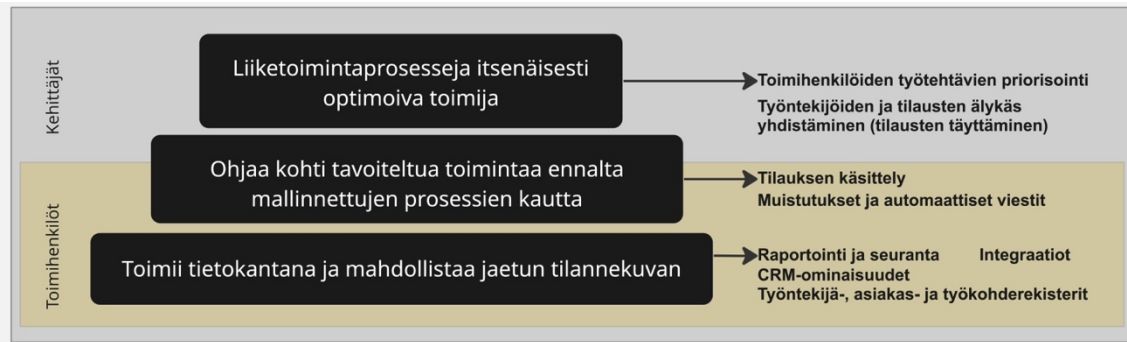 Kehittäjät
Liiketoimintaprosesseja itsenäisesti
optimoiva toimija
Toimihenkilöiden työtehtävien priorisointi
Työntekijöiden ja tilausten älykäs
yhdistäminen (tilausten täyttäminen)
Toimihenkilöt
Ohjaa kohti tavoiteltua toimintaa ennalta
mallinnettujen prosessien kautta
Tilauksen käsittely
Muistutukset ja automaattiset viestit
Toimii tietokantana ja mahdollistaa jaetun tilannekuvan
Raportointi ja seuranta Integraatiot
CRM-ominaisuudet
Työntekijä-, asiakas- ja työkohderekisterit